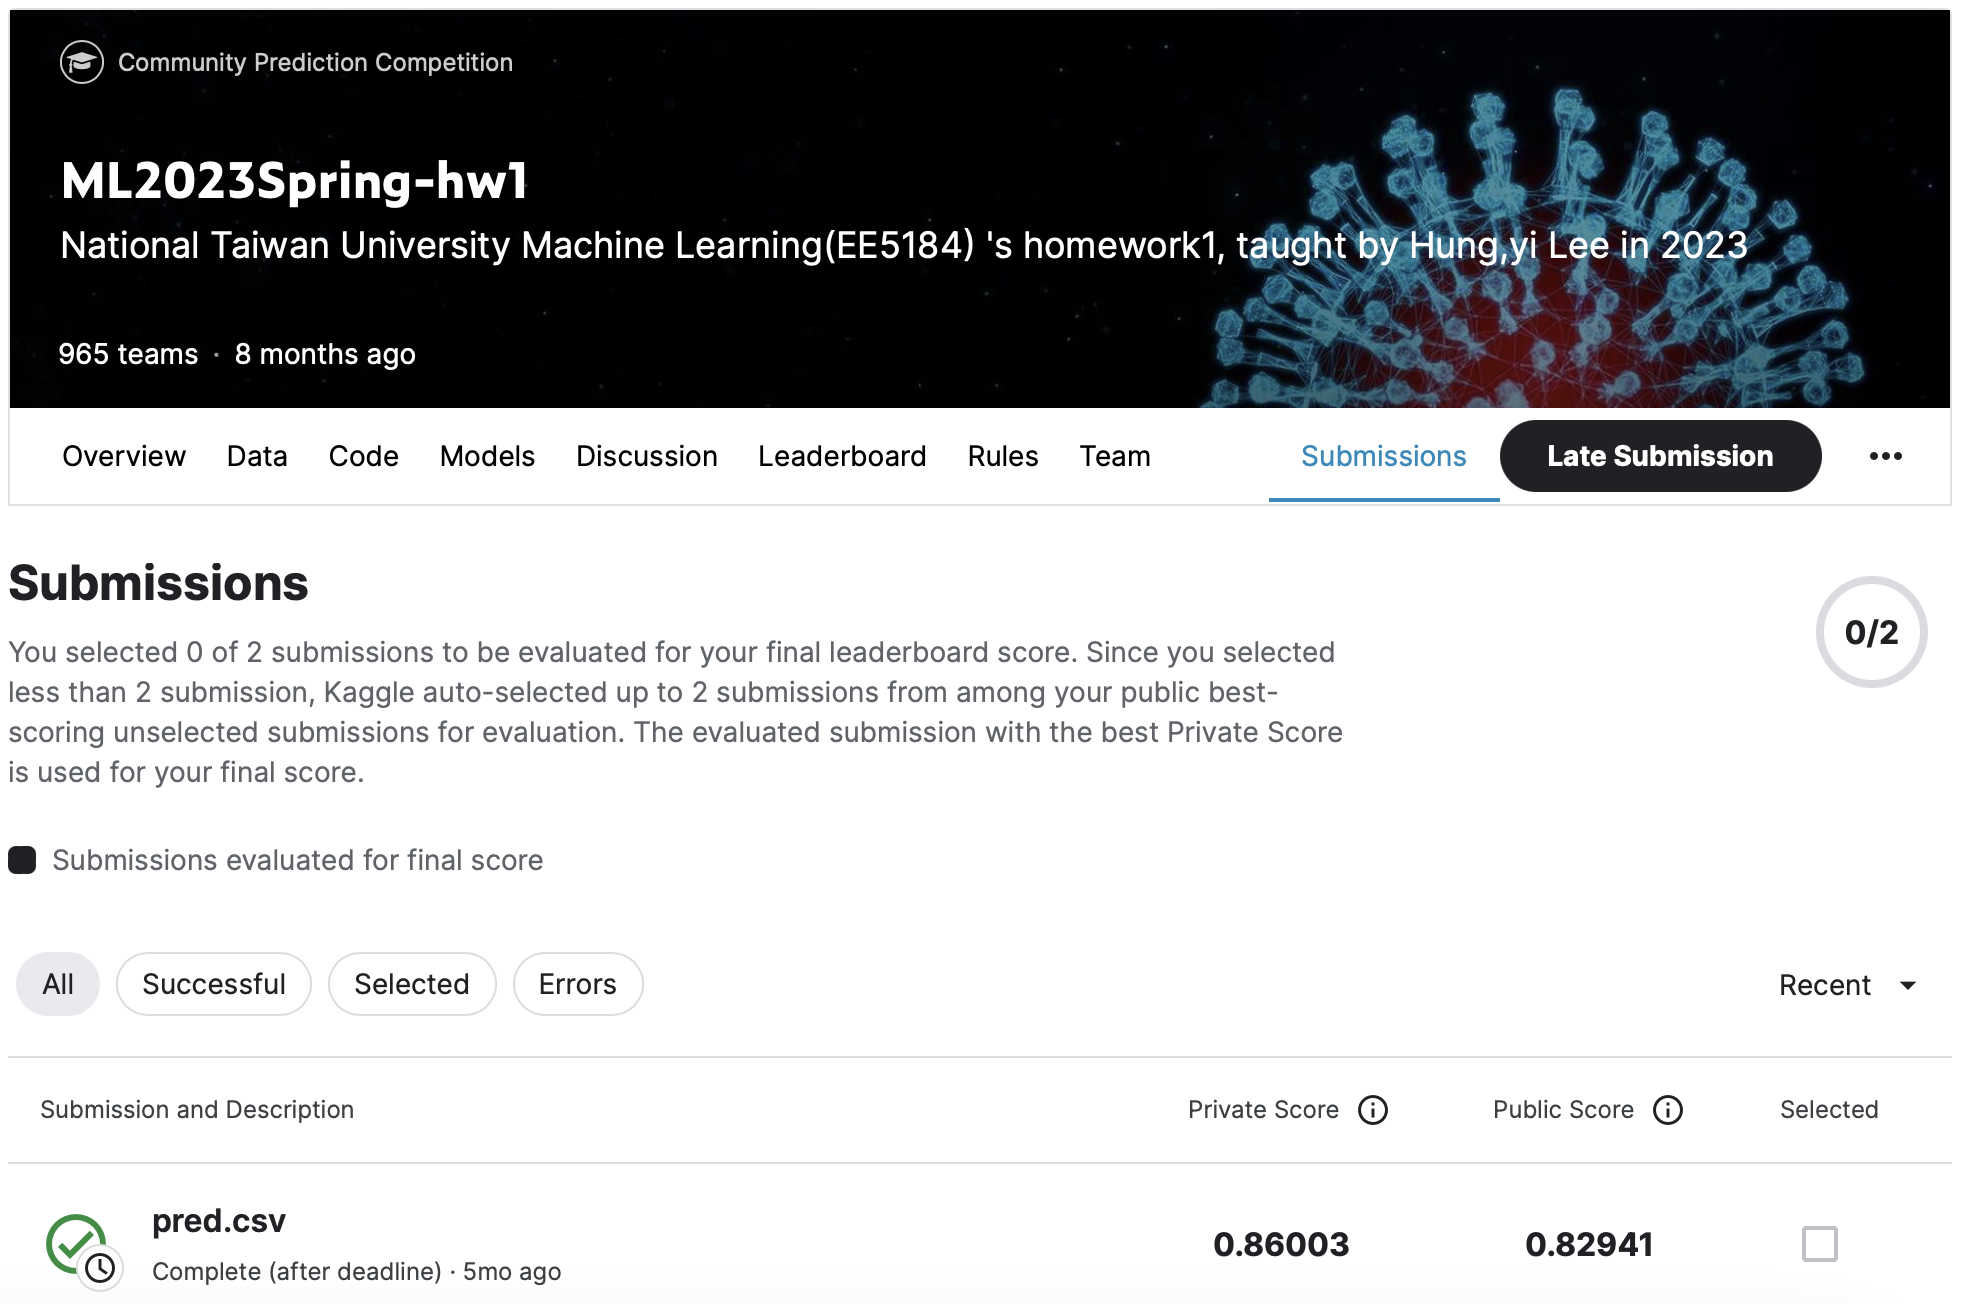 Community Prediction Competition
ML2023Spring-hw1
National Taiwan University Machine Learning(EE5184) 's homework1, taught by Hung,yi Lee in 2023
965 teams · 8 months ago
Overview Data Code Models Discussion Leaderboard Rules Team Submissions Late Submission •••
Submissions
0/2
You selected 0 of 2 submissions to be evaluated for your final leaderboard score. Since you selected
less than 2 submission, Kaggle auto-selected up to 2 submissions from among your public best-
scoring unselected submissions for evaluation. The evaluated submission with the best Private Score
is used for your final score.
Submissions evaluated for final score
All Successful Selected Errors Recent
Submission and Description Private Score Public Score Selected
pred.csv
0.86003 0.82941
Complete (after deadline) · 5mo ago